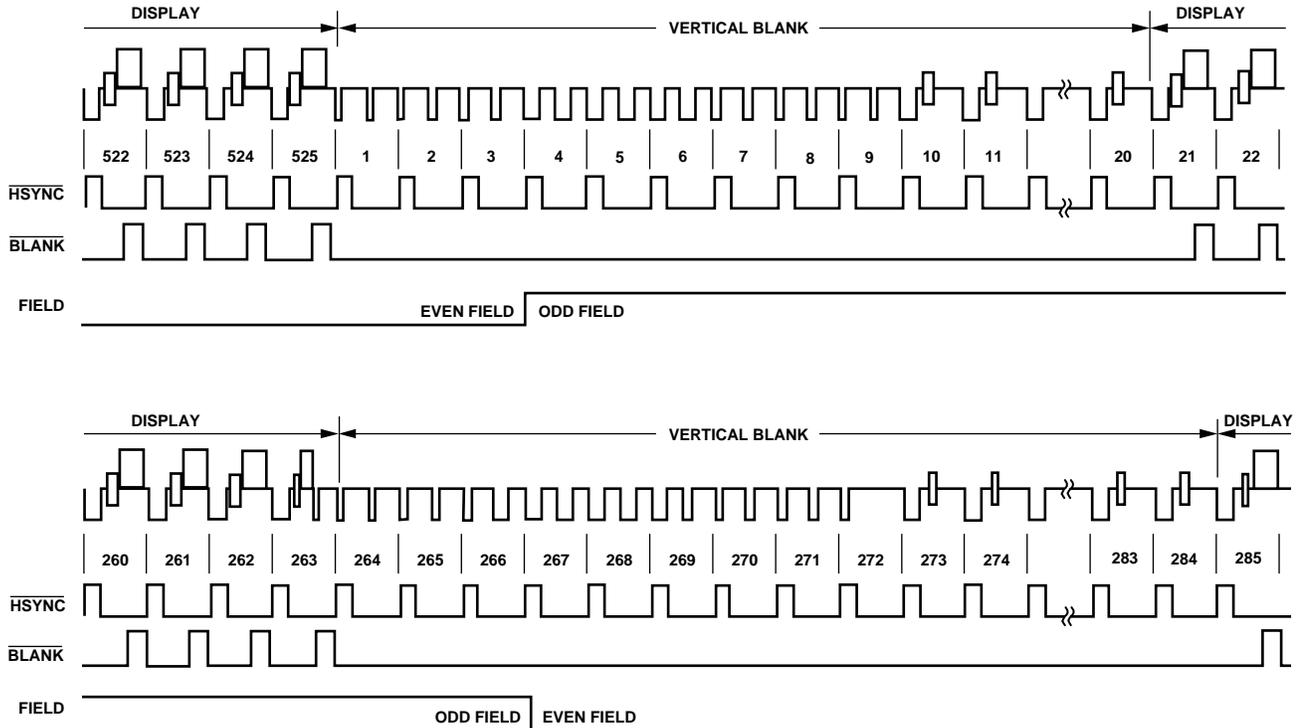 DISPLAY VERTICAL BLANK DISPLAY
522 523 524 525 1 2 3 4 5 6 7 8 9 10 11 20 21 22
HSYNC
BLANK
FIELD EVEN FIELD ODD FIELD
DISPLAY VERTICAL BLANK DISPLAY
260 261 262 263 264 265 266 267 268 269 270 271 272 273 274 283 284 285
HSYNC
BLANK
FIELD ODD FIELD EVEN FIELD